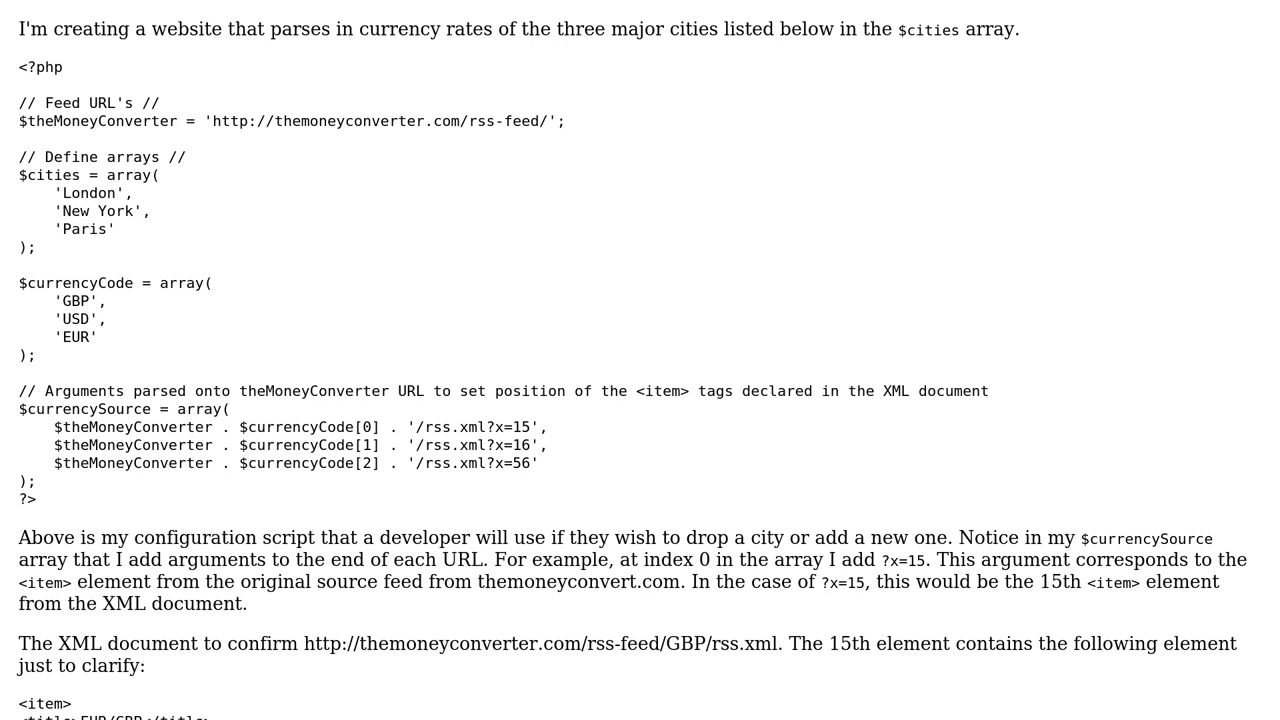 I'm creating a website that parses in currency rates of the three major cities listed below in the $cities array.
<?php
// Feed URL's //
$theMoneyConverter = 'http://themoneyconverter.com/rss-feed/';
// Define arrays //
$cities = array(
    'London',
    'New York',
    'Paris'
);
$currencyCode = array(
    'GBP',
    'USD',
    'EUR'
);
// Arguments parsed onto theMoneyConverter URL to set position of the <item> tags declared in the XML document
$currencySource = array(
    $theMoneyConverter . $currencyCode[0] . '/rss.xml?x=15',
    $theMoneyConverter . $currencyCode[1] . '/rss.xml?x=16',
    $theMoneyConverter . $currencyCode[2] . '/rss.xml?x=56'
);
?>
Above is my configuration script that a developer will use if they wish to drop a city or add a new one. Notice in my $currencySource
array that I add arguments to the end of each URL. For example, at index 0 in the array I add ?x=15. This argument corresponds to the
<item> element from the original source feed from themoneyconvert.com. In the case of ?x=15, this would be the 15th <item> element
from the XML document.
The XML document to confirm http://themoneyconverter.com/rss-feed/GBP/rss.xml. The 15th element contains the following element
just to clarify:
<item>
<title>EUR/GBP</title>